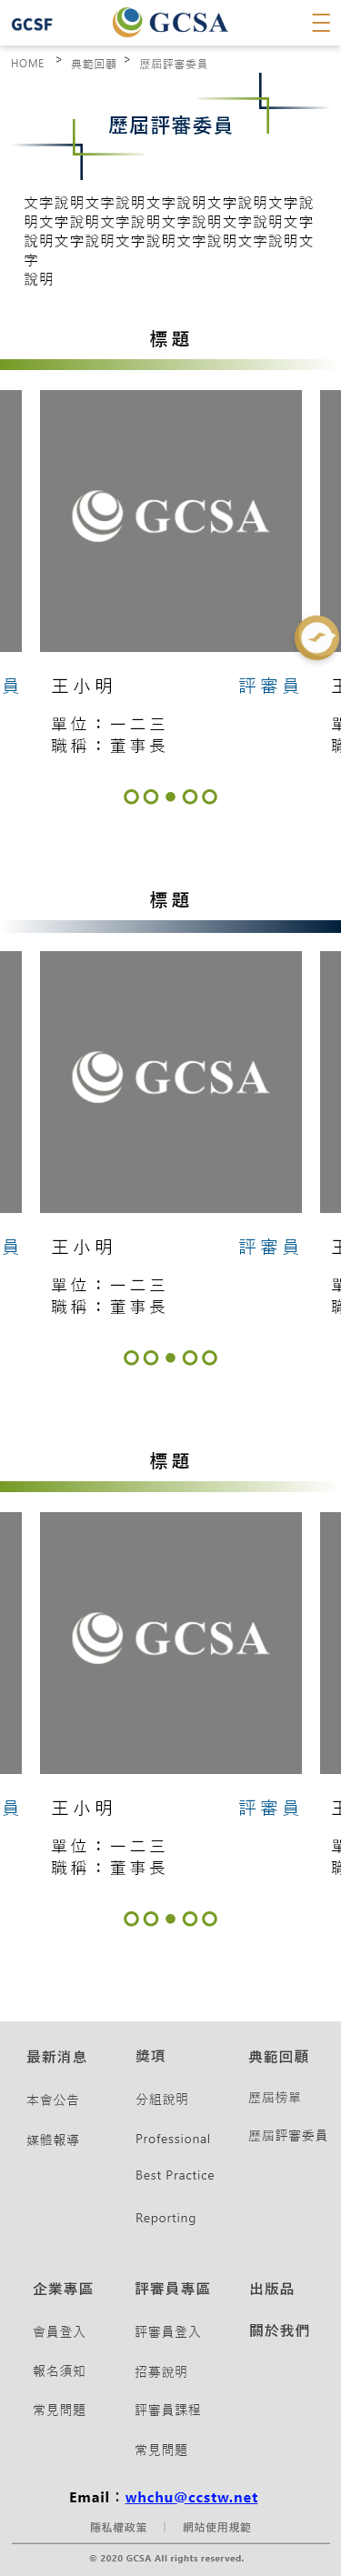 GCSF
GCSA
HOME > 典範回顧 > 歷屆評審委員
歷屆評審委員
文字說明文字說明文字說明文字說明文字說
明文字說明文字說明文字說明文字說明文字
說明文字說明文字說明文字說明文字說明文
字
說明
標題
GCSA
員
王小明
評審員
單位：一二三
職稱：董事長
標題
GCSA
員
王小明
評審員
單位：一二三
職稱：董事長
標題
GCSA
員
王小明
評審員
單位：一二三
職稱：董事長
最新消息
本會公告
媒體報導
獎項
分組說明
Professional
Best Practice
Reporting
典範回顧
歷屆榜單
歷屆評審委員
企業專區
會員登入
報名須知
常見問題
評審員專區
評審員登入
招募說明
評審員課程
常見問題
出版品
關於我們
Email：whchu@ccstw.net
隱私權政策 | 網站使用規範
© 2020 GCSA All rights reserved.